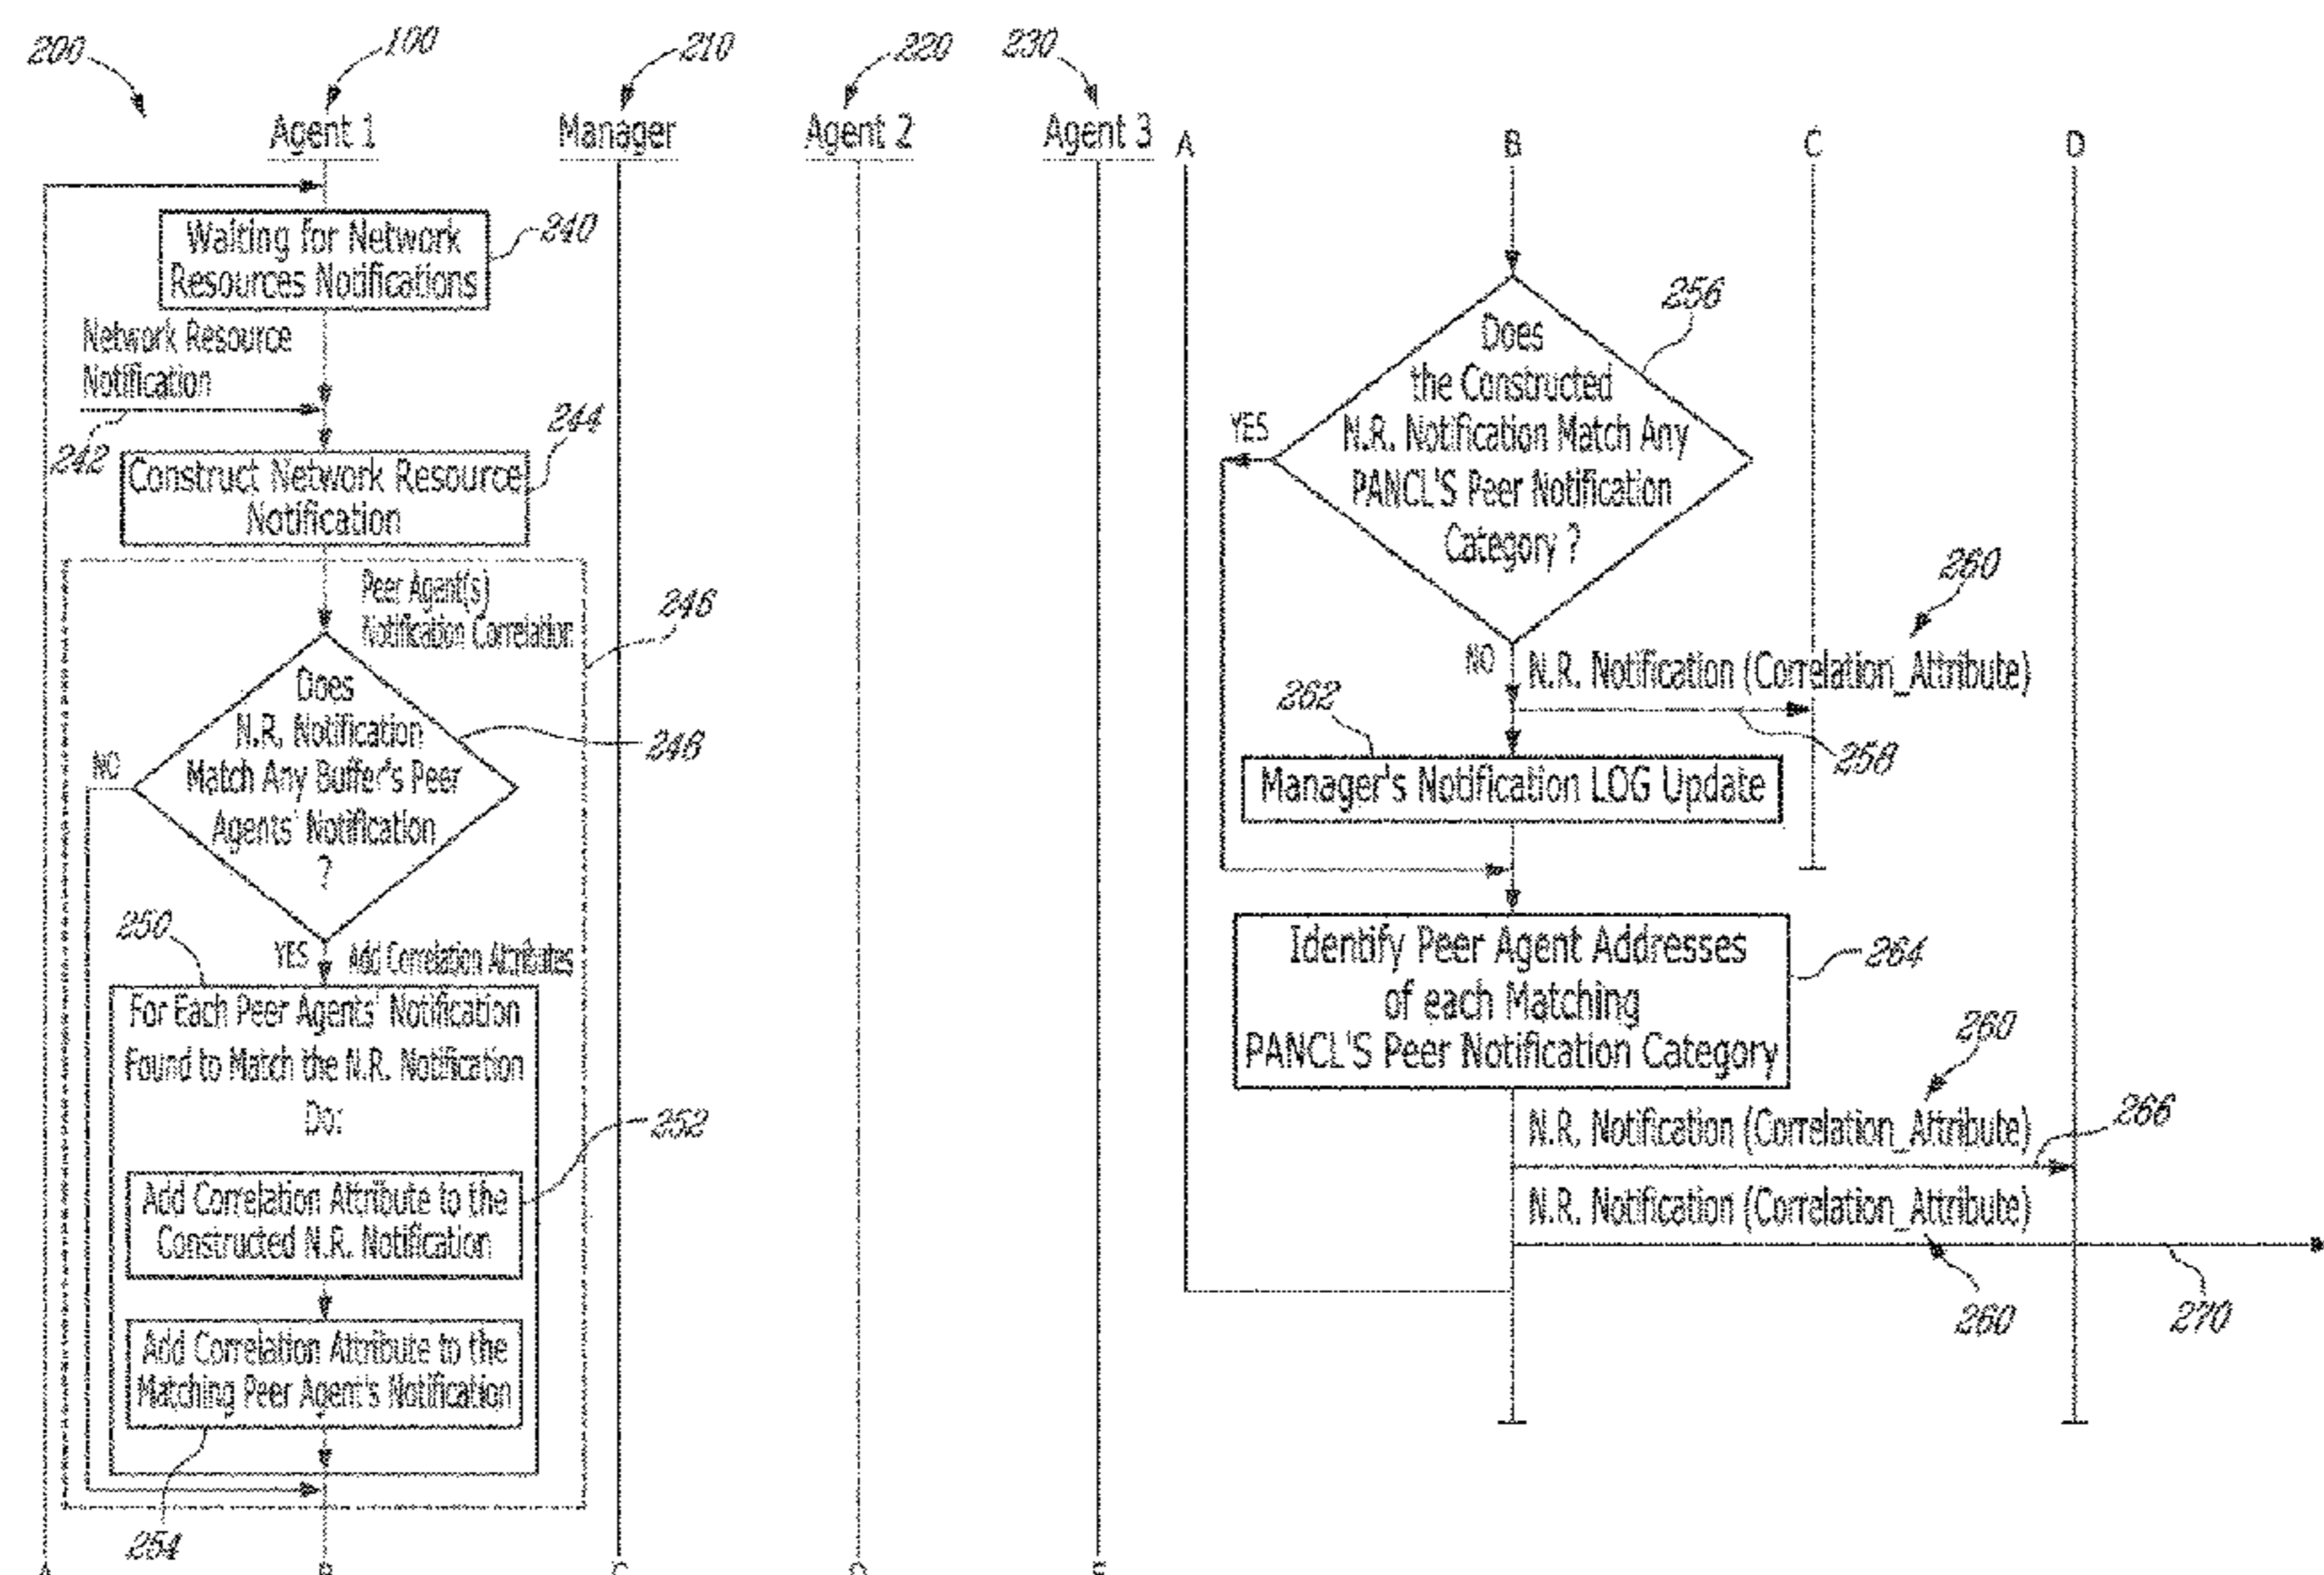 200
100
210
220
230
Agent 1
Manager
Agent 2
Agent 3
Waiting for Network
Resources Notifications
240
Network Resource
Notification
242
244
Construct Network Resource
Notification
Peer Agent(s)
Notification Correlation
246
Does
N.R. Notification
Match Any Buffer's Peer
Agents' Notification
?
248
NO
YES
Add Correlation Attributes
250
For Each Peer Agents' Notification
Found to Match the N.R. Notification
Do:
252
Add Correlation Attribute to the
Constructed N.R. Notification
Add Correlation Attribute to the
Matching Peer Agent's Notification
254
A
B
C
D
E
A
B
C
D
256
Does
the Constructed
N.R. Notification Match Any
PANCL'S Peer Notification
Category ?
YES
NO
260
N.R. Notification (Correlation_Attribute)
258
262
Manager's Notification LOG Update
Identify Peer Agent Addresses
of each Matching
PANCL'S Peer Notification Category
264
260
N.R. Notification (Correlation_Attribute)
266
N.R. Notification (Correlation_Attribute)
260
270